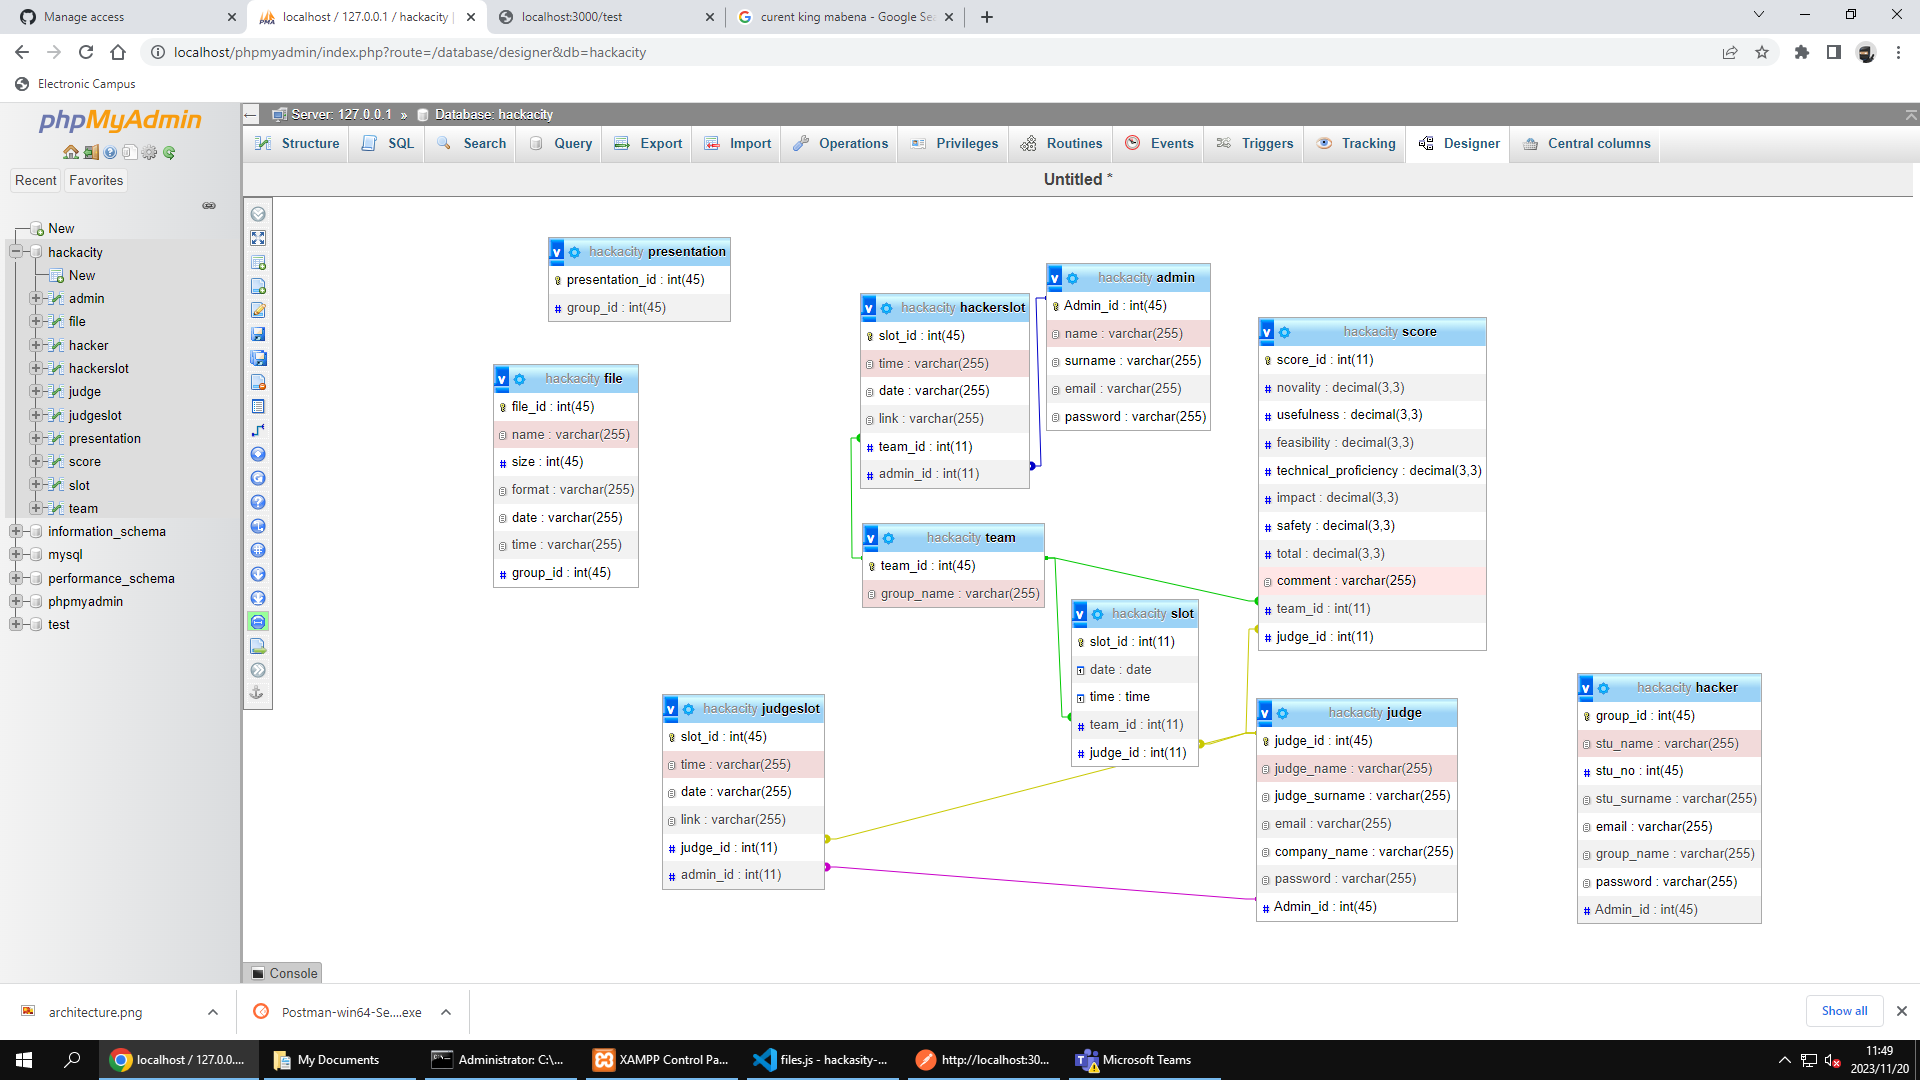 Manage access
localhost / 127.0.0.1 / hackacity |
localhost:3000/test
curent king mabena - Google Se
localhost/phpmyadmin/index.php?route=/database/designer&db=hackacity
Electronic Campus
phpMyAdmin
Server: 127.0.0.1 » Database: hackacity
Structure SQL Search Query Export Import Operations Privileges Routines Events Triggers Tracking Designer Central columns
Recent Favorites
Untitled *
New
hackacity
New
admin
file
hacker
hackerslot
judge
judgeslot
presentation
score
slot
team
information_schema
mysql
performance_schema
phpmyadmin
test
v hackacity presentation
presentation_id : int(45)
# group_id : int(45)
v hackacity file
file_id : int(45)
name : varchar(255)
# size : int(45)
format : varchar(255)
date : varchar(255)
time : varchar(255)
# group_id : int(45)
v hackacity hackerslot
slot_id : int(45)
time : varchar(255)
date : varchar(255)
link : varchar(255)
# team_id : int(11)
# admin_id : int(11)
v hackacity admin
Admin_id : int(45)
name : varchar(255)
surname : varchar(255)
email : varchar(255)
password : varchar(255)
v hackacity score
score_id : int(11)
# novality : decimal(3,3)
# usefulness : decimal(3,3)
# feasibility : decimal(3,3)
# technical_proficiency : decimal(3,3)
# impact : decimal(3,3)
# safety : decimal(3,3)
# total : decimal(3,3)
comment : varchar(255)
# team_id : int(11)
# judge_id : int(11)
v hackacity team
team_id : int(45)
group_name : varchar(255)
v hackacity slot
slot_id : int(11)
date : date
time : time
# team_id : int(11)
# judge_id : int(11)
v hackacity judgeslot
slot_id : int(45)
time : varchar(255)
date : varchar(255)
link : varchar(255)
# judge_id : int(11)
# admin_id : int(11)
v hackacity judge
judge_id : int(45)
judge_name : varchar(255)
judge_surname : varchar(255)
email : varchar(255)
company_name : varchar(255)
password : varchar(255)
# Admin_id : int(45)
v hackacity hacker
group_id : int(45)
stu_name : varchar(255)
# stu_no : int(45)
stu_surname : varchar(255)
email : varchar(255)
group_name : varchar(255)
password : varchar(255)
# Admin_id : int(45)
Console
architecture.png
Postman-win64-Se....exe
Show all
localhost / 127.0.0....
My Documents
Administrator: C:\...
XAMPP Control Pa...
files.js - hackasity-...
http://localhost:30...
Microsoft Teams
11:49
2023/11/20